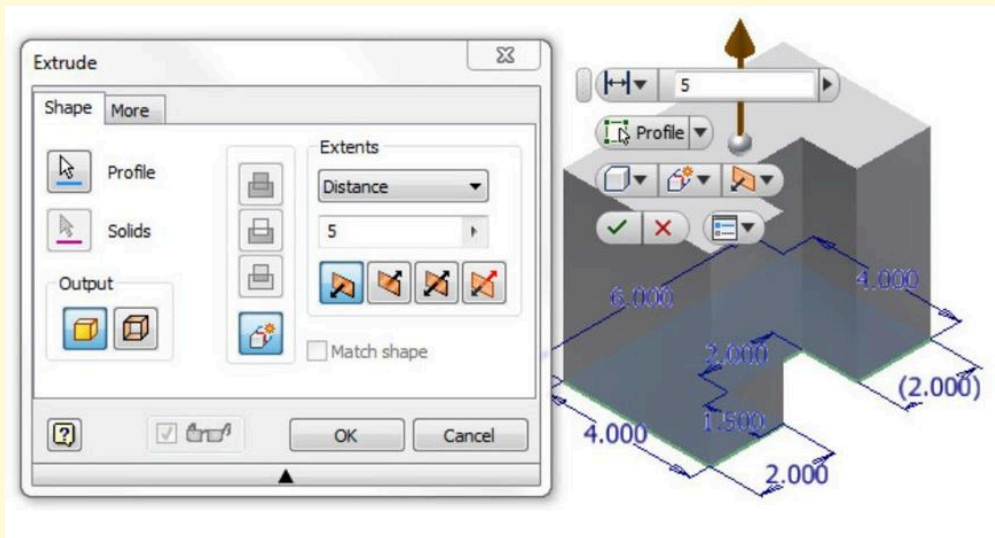 Extrude
Shape More
Profile
Solids
Output
Extents
Distance
5
Match shape
?
OK
Cancel
5
Profile
6.000
4.000
2.000
(2.000)
1.500
4.000
2.000